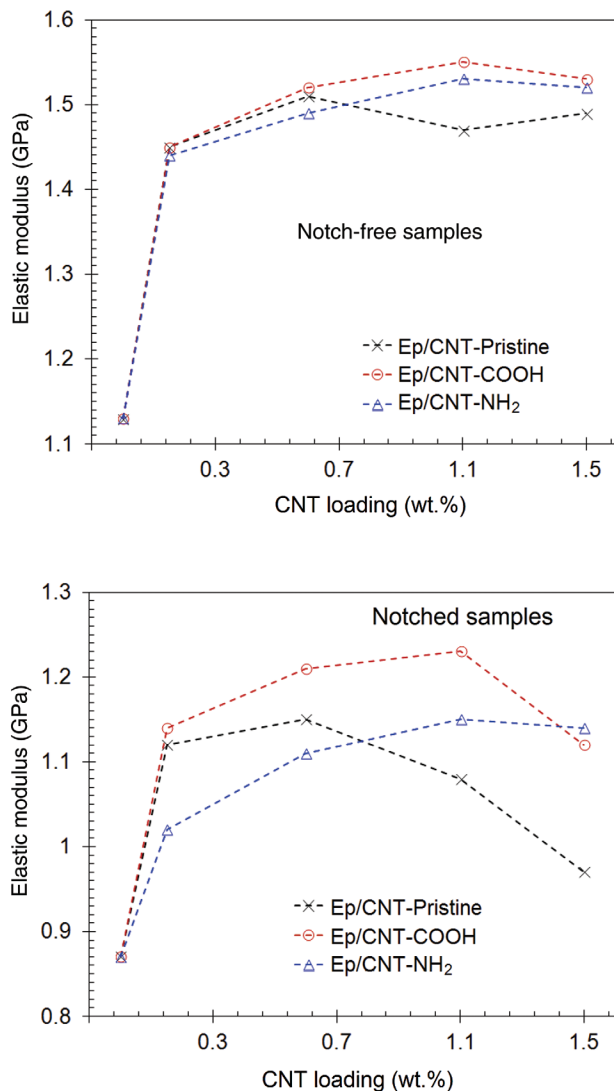 1.6
1.5
1.4
1.3
1.2
1.1
Elastic modulus (GPa)
Notch-free samples
Ep/CNT-Pristine
Ep/CNT-COOH
Ep/CNT-NH₂
0.3 0.7 1.1 1.5
CNT loading (wt.%)
1.3
1.2
1.1
1
0.9
0.8
Elastic modulus (GPa)
Notched samples
Ep/CNT-Pristine
Ep/CNT-COOH
Ep/CNT-NH₂
0.3 0.7 1.1 1.5
CNT loading (wt.%)